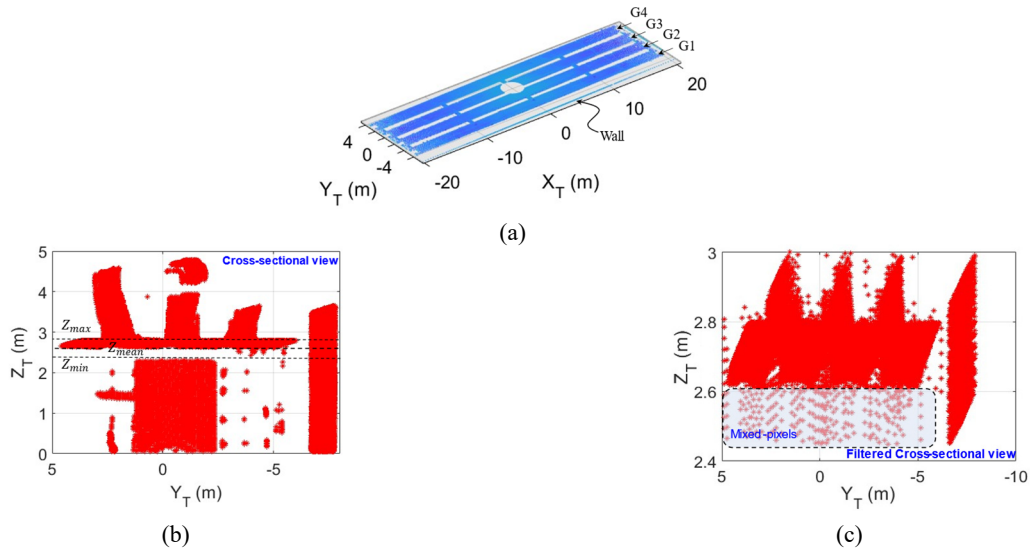 G4
G3
G2
G1
20
10
0
-10
-20
4
0
-4
Wall
Y_T (m)
X_T (m)
(a)
5
4
3
2
1
0
Z_T (m)
Cross-sectional view
Z_max
Z_mean
Z_min
5
0
-5
Y_T (m)
(b)
3
2.8
2.6
2.4
Z_T (m)
Mixed-pixels
Filtered Cross-sectional view
5
0
-5
-10
Y_T (m)
(c)